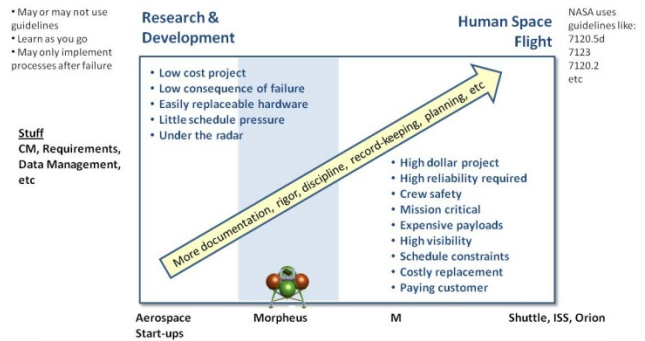 • May or may not use
guidelines
• Learn as you go
• May only implement
processes after failure
Research &
Development
Human Space
Flight
NASA uses
guidelines like:
7120.5d
7123
7120.2
etc
• Low cost project
• Low consequence of failure
• Easily replaceable hardware
• Little schedule pressure
• Under the radar
Stuff
CM, Requirements,
Data Management,
etc
More documentation, rigor, discipline, record-keeping, planning, etc
• High dollar project
• High reliability required
• Crew safety
• Mission critical
• Expensive payloads
• High visibility
• Schedule constraints
• Costly replacement
• Paying customer
Aerospace
Start-ups
Morpheus
M
Shuttle, ISS, Orion